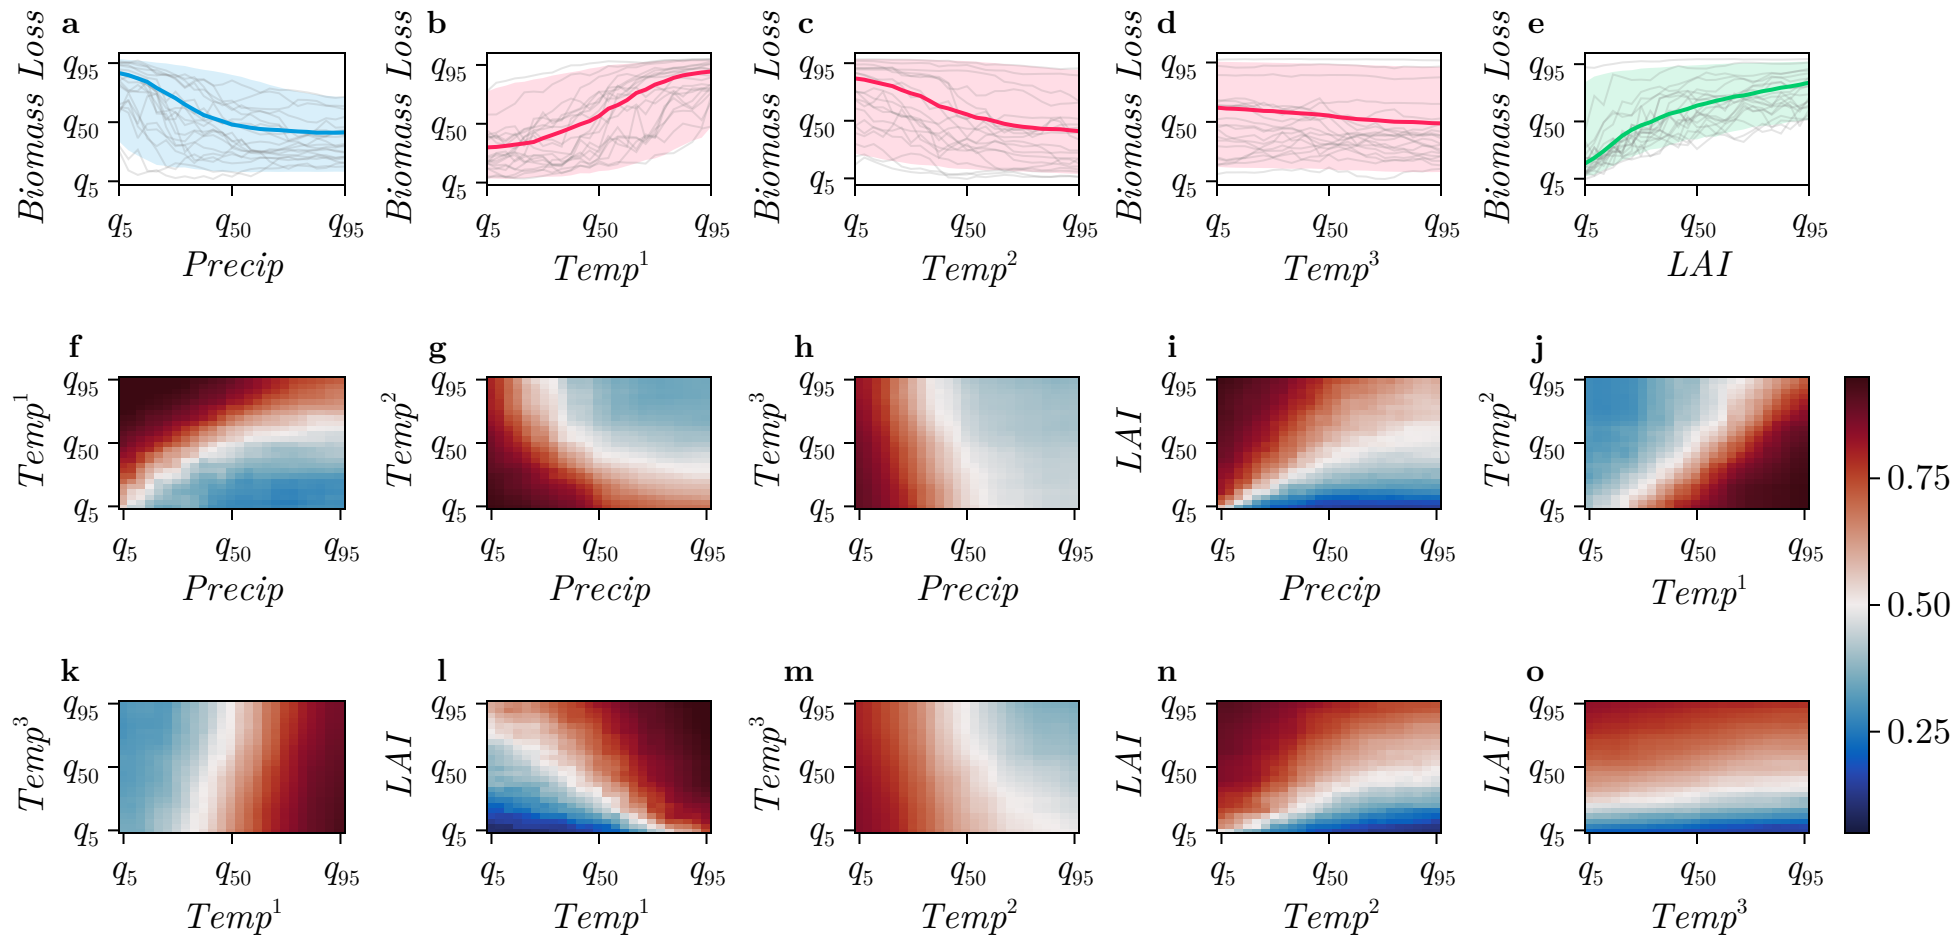 a b c d e
Biomass Loss Biomass Loss Biomass Loss Biomass Loss Biomass Loss
q95 q95 q95 q95 q95
q50 q50 q50 q50 q50
q5 q5 q5 q5 q5
q5 q50 q95 q5 q50 q95 q5 q50 q95 q5 q50 q95 q5 q50 q95
Precip Temp1 Temp2 Temp3 LAI
f g h i j
Temp1 Temp2 Temp3 LAI Temp2
q95 q95 q95 q95 q95
q50 q50 q50 q50 q50
q5 q5 q5 q5 q5
q5 q50 q95 q5 q50 q95 q5 q50 q95 q5 q50 q95 q5 q50 q95
Precip Precip Precip Precip Temp1
0.75
0.50
0.25
k l m n o
Temp3 LAI Temp3 LAI LAI
q95 q95 q95 q95 q95
q50 q50 q50 q50 q50
q5 q5 q5 q5 q5
q5 q50 q95 q5 q50 q95 q5 q50 q95 q5 q50 q95 q5 q50 q95
Temp1 Temp1 Temp2 Temp2 Temp3